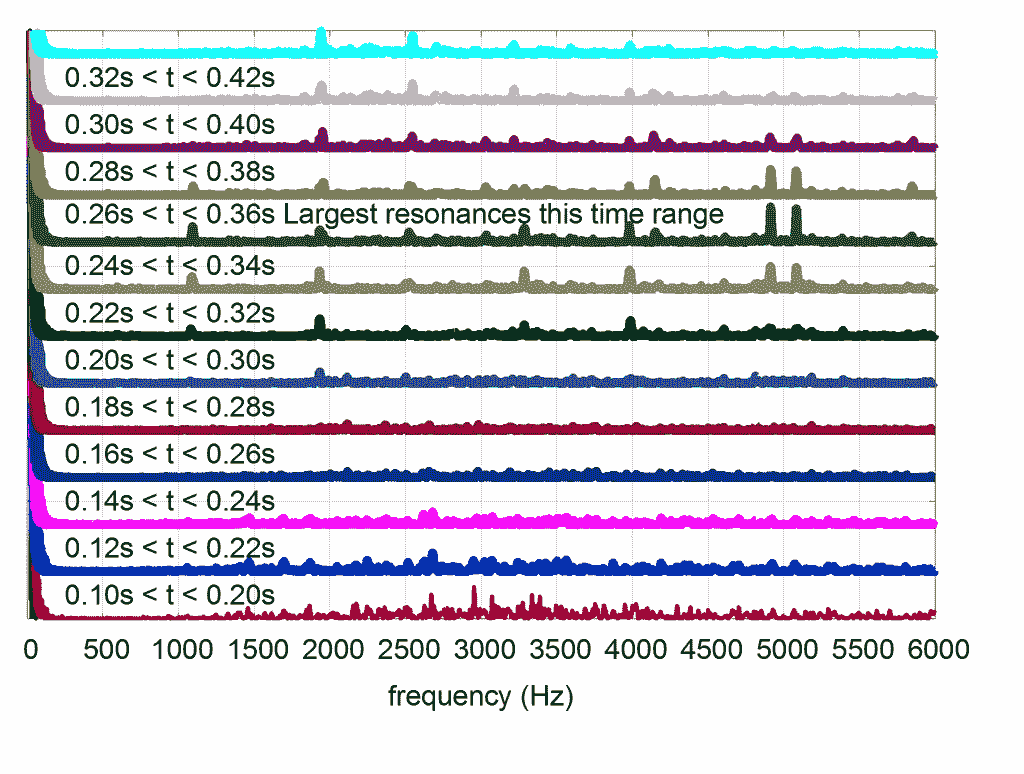 0.32s < t < 0.42s
0.30s < t < 0.40s
0.28s < t < 0.38s
0.26s < t < 0.36s Largest resonances this time range
0.24s < t < 0.34s
0.22s < t < 0.32s
0.20s < t < 0.30s
0.18s < t < 0.28s
0.16s < t < 0.26s
0.14s < t < 0.24s
0.12s < t < 0.22s
0.10s < t < 0.20s
0 500 1000 1500 2000 2500 3000 3500 4000 4500 5000 5500 6000
frequency (Hz)